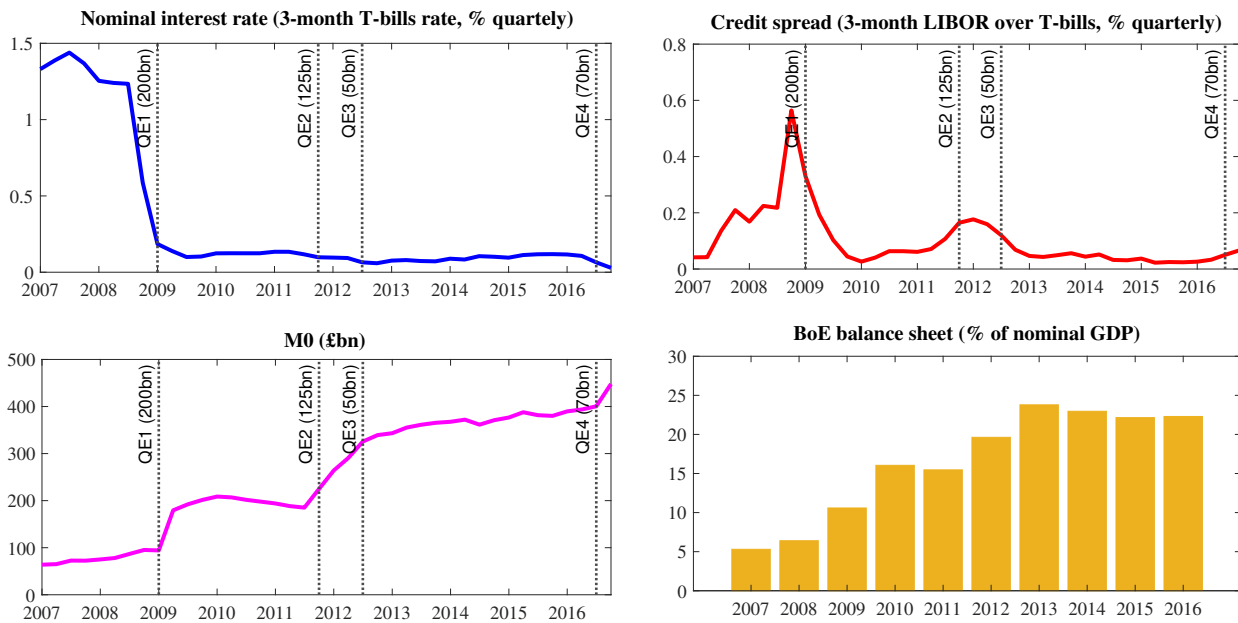 Nominal interest rate (3-month T-bills rate, % quartely)
1.5
1
0.5
0
QE1 (200bn)
QE2 (125bn)
QE3 (50bn)
QE4 (70bn)
2007 2008 2009 2010 2011 2012 2013 2014 2015 2016
Credit spread (3-month LIBOR over T-bills, % quarterly)
0.8
0.6
0.4
0.2
0
QE1 (200bn)
QE2 (125bn)
QE3 (50bn)
QE4 (70bn)
2007 2008 2009 2010 2011 2012 2013 2014 2015 2016
M0 (£bn)
500
400
300
200
100
0
QE1 (200bn)
QE2 (125bn)
QE3 (50bn)
QE4 (70bn)
2007 2008 2009 2010 2011 2012 2013 2014 2015 2016
BoE balance sheet (% of nominal GDP)
30
25
20
15
10
5
0
2007 2008 2009 2010 2011 2012 2013 2014 2015 2016